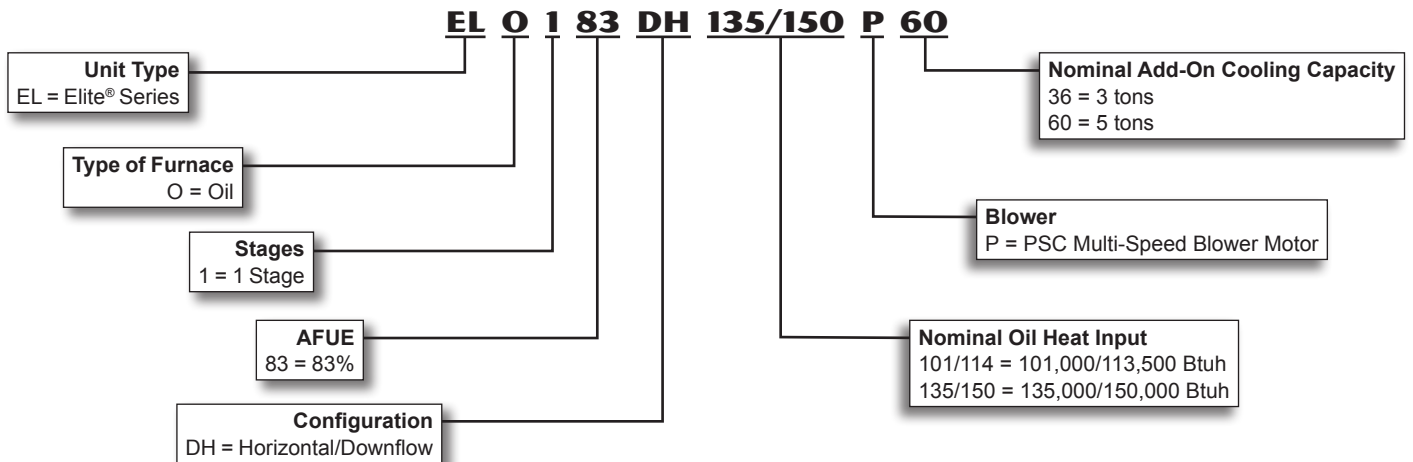 EL O 1 83 DH 135/150 P 60
Unit Type
EL = Elite® Series
Type of Furnace
O = Oil
Stages
1 = 1 Stage
AFUE
83 = 83%
Configuration
DH = Horizontal/Downflow
Nominal Add-On Cooling Capacity
36 = 3 tons
60 = 5 tons
Blower
P = PSC Multi-Speed Blower Motor
Nominal Oil Heat Input
101/114 = 101,000/113,500 Btuh
135/150 = 135,000/150,000 Btuh